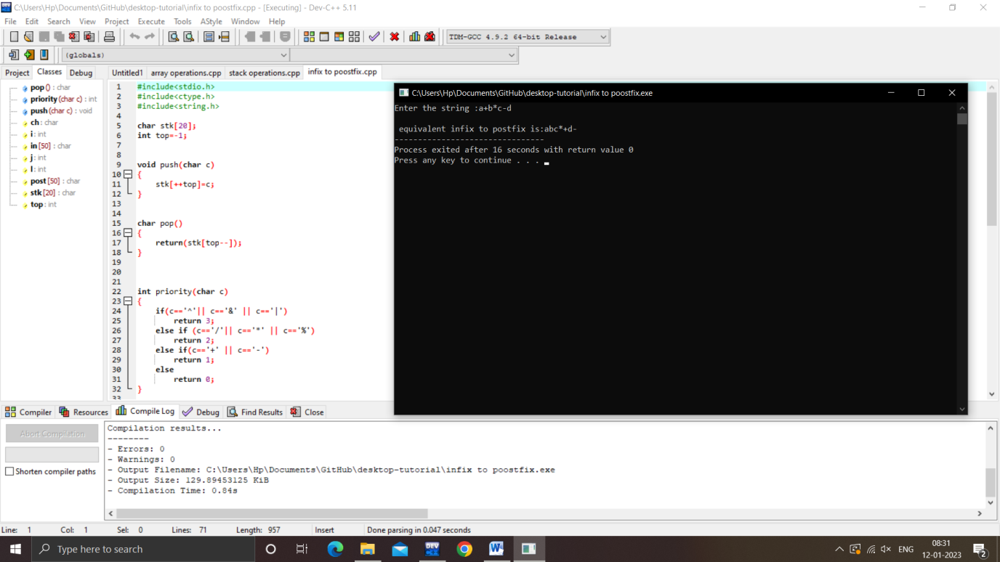 C:\Users\Hp\Documents\GitHub\desktop-tutorial\infix to poostfix.cpp - [Executing] - Dev-C++ 5.11
File Edit Search View Project Execute Tools AStyle Window Help
TDM-GCC 4.9.2 64-bit Release
(globals)
Project Classes Debug
Untitled1 array operations.cpp stack operations.cpp infix to poostfix.cpp
pop () : char
priority (char c) : int
push (char c) : void
ch : char
i : int
in [50] : char
j : int
l : int
post [50] : char
stk [20] : char
top : int
1 #include<stdio.h>
2 #include<ctype.h>
3 #include<string.h>
4
5 char stk[20];
6 int top=-1;
7
8
9 void push(char c)
10 {
11 stk[++top]=c;
12 }
13
14
15 char pop()
16 {
17 return(stk[top--]);
18 }
19
20
21
22 int priority(char c)
23 {
24 if(c=='^'|| c=='&' || c=='|')
25 return 3;
26 else if (c=='/'|| c=='*' || c=='%')
27 return 2;
28 else if(c=='+' || c=='-')
29 return 1;
30 else
31 return 0;
32 }
33
C:\Users\Hp\Documents\GitHub\desktop-tutorial\infix to poostfix.exe
Enter the string :a+b*c-d
equivalent infix to postfix is:abc*+d-
--------------------------------
Process exited after 16 seconds with return value 0
Press any key to continue . . .
Compiler Resources Compile Log Debug Find Results Close
Abort Compilation
Shorten compiler paths
Compilation results...
--------
- Errors: 0
- Warnings: 0
- Output Filename: C:\Users\Hp\Documents\GitHub\desktop-tutorial\infix to poostfix.exe
- Output Size: 129.89453125 KiB
- Compilation Time: 0.84s
Line: 1 Col: 1 Sel: 0 Lines: 71 Length: 957 Insert Done parsing in 0.047 seconds
Type here to search
DEV
ENG
08:31
12-01-2023
2